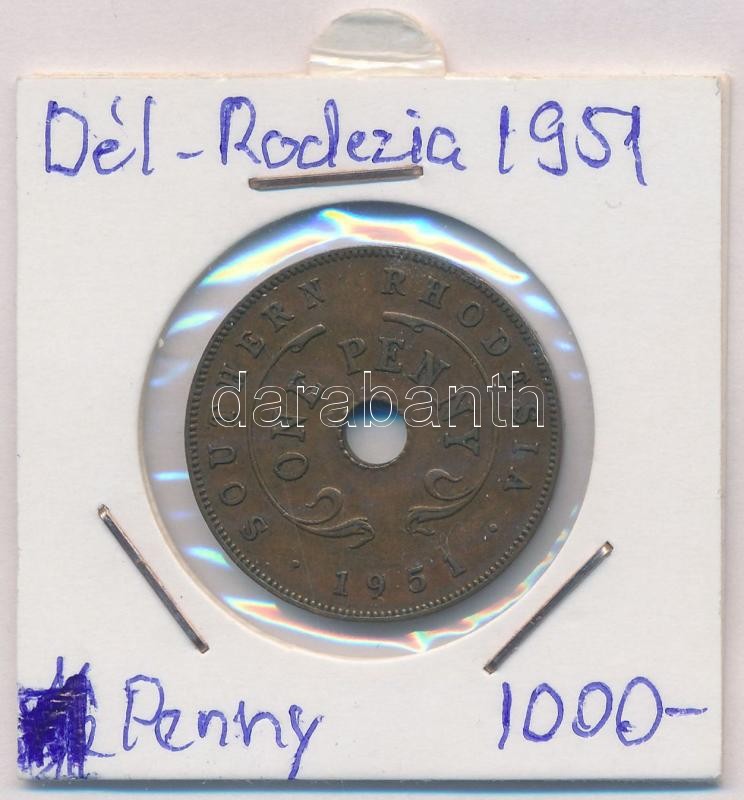 Dél-Rodezia 1951
SOUTHERN RHODESIA
ONE PENNY
darabanth
· 1951 ·
Penny 1000-